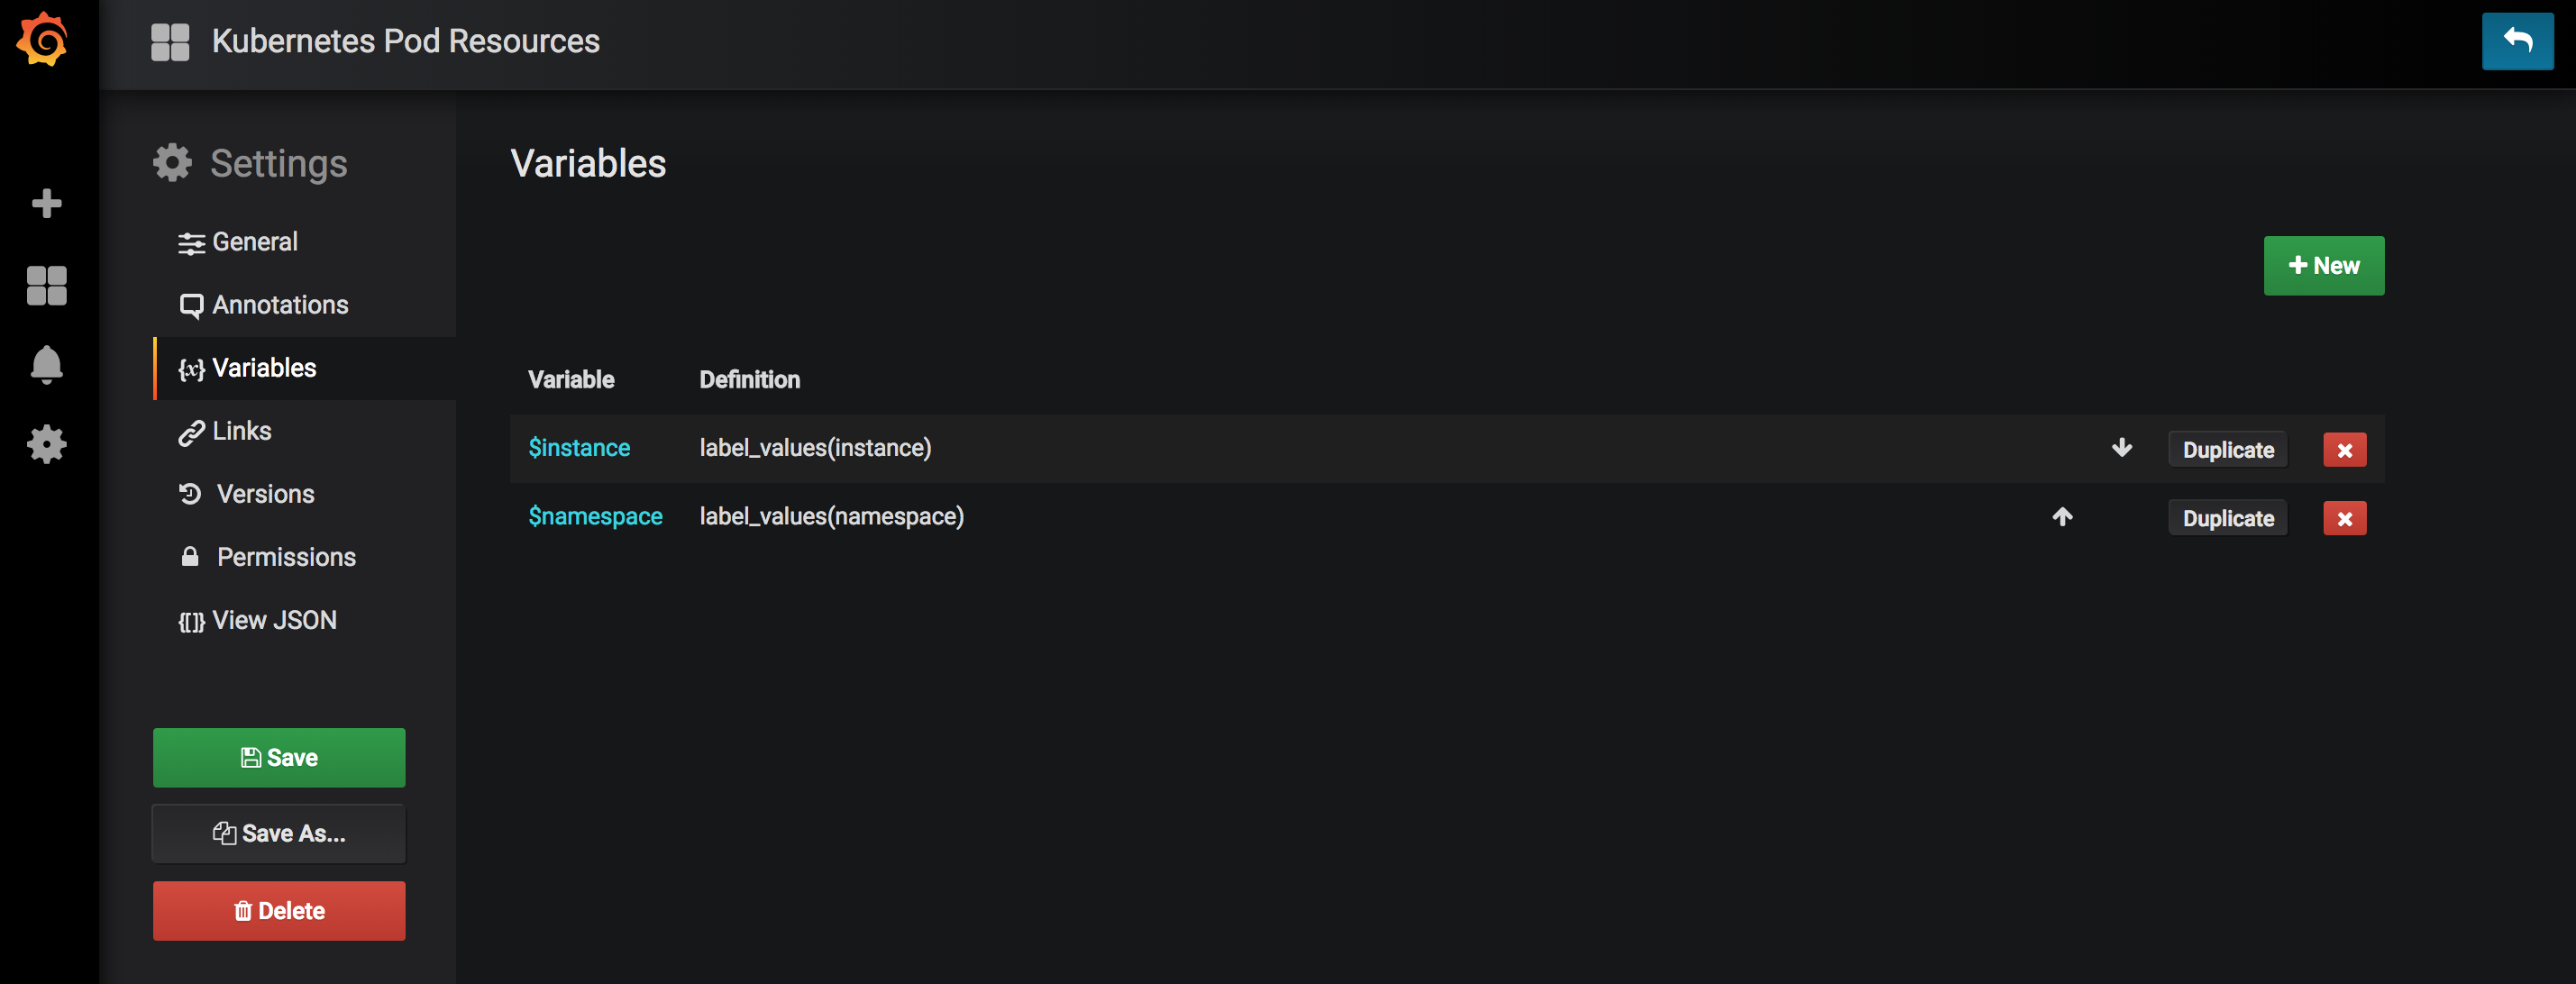 Kubernetes Pod Resources
Settings
General
Annotations
{x} Variables
Links
Versions
Permissions
{[]} View JSON
Save
Save As...
Delete
Variables
+ New
Variable Definition
$instance label_values(instance) Duplicate
$namespace label_values(namespace) Duplicate